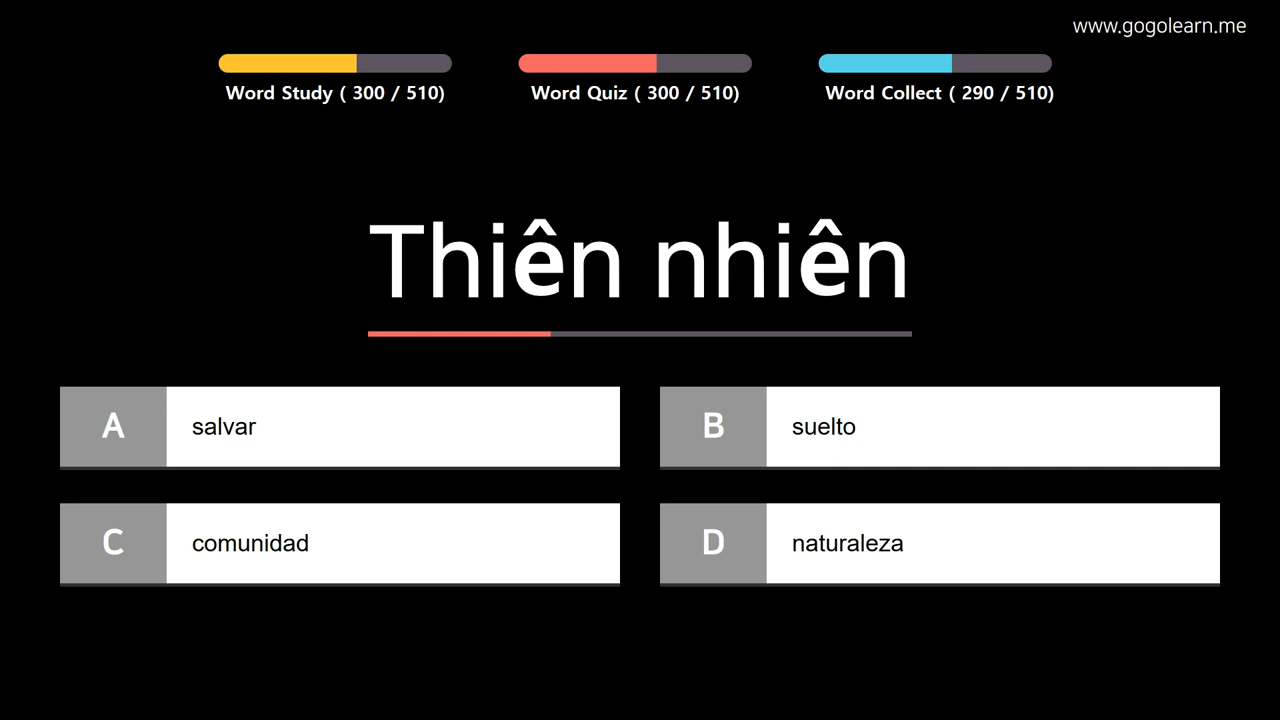 www.gogolearn.me
Word Study ( 300 / 510)
Word Quiz ( 300 / 510)
Word Collect ( 290 / 510)
Thiên nhiên
A salvar
B suelto
C comunidad
D naturaleza